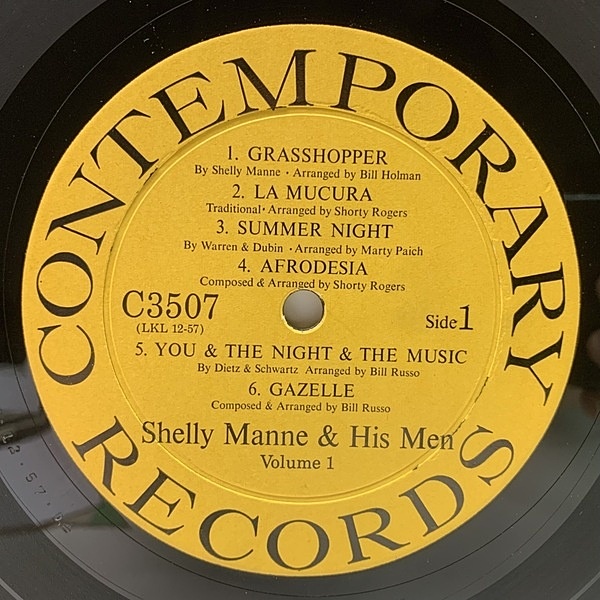 CONTEMPORARY
1. GRASSHOPPER
By Shelly Manne • Arranged by Bill Holman
2. LA MUCURA
Traditional• Arranged by Shorty Rogers
3. SUMMER NIGHT
By Warren & Dubin • Arranged by Marty Paich
4. AFRODESIA
Composed & Arranged by Shorty Rogers
C3507
(LKL 12-57)
Side 1
5. YOU & THE NIGHT & THE MUSIC
By Dietz & Schwartz Arranged by Bill Russo
6. GAZELLE
Composed & Arranged by Bill Russo
Shelly Manne & His Men
Volume 1
RECORDS